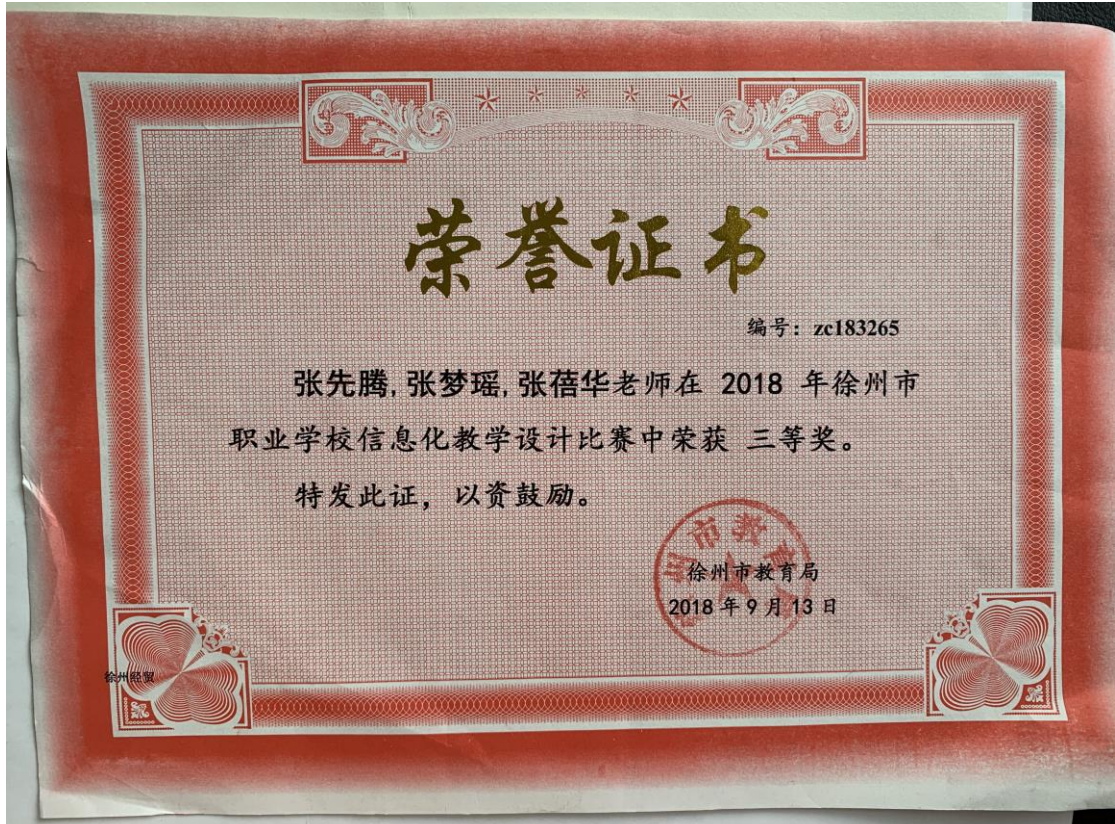 荣誉证书
编号：zc183265
张先腾,张梦瑶,张蓓华老师在 2018 年徐州市
职业学校信息化教学设计比赛中荣获 三等奖。
特发此证，以资鼓励。
徐州市教育局
2018 年 9 月 13 日
徐州经贸